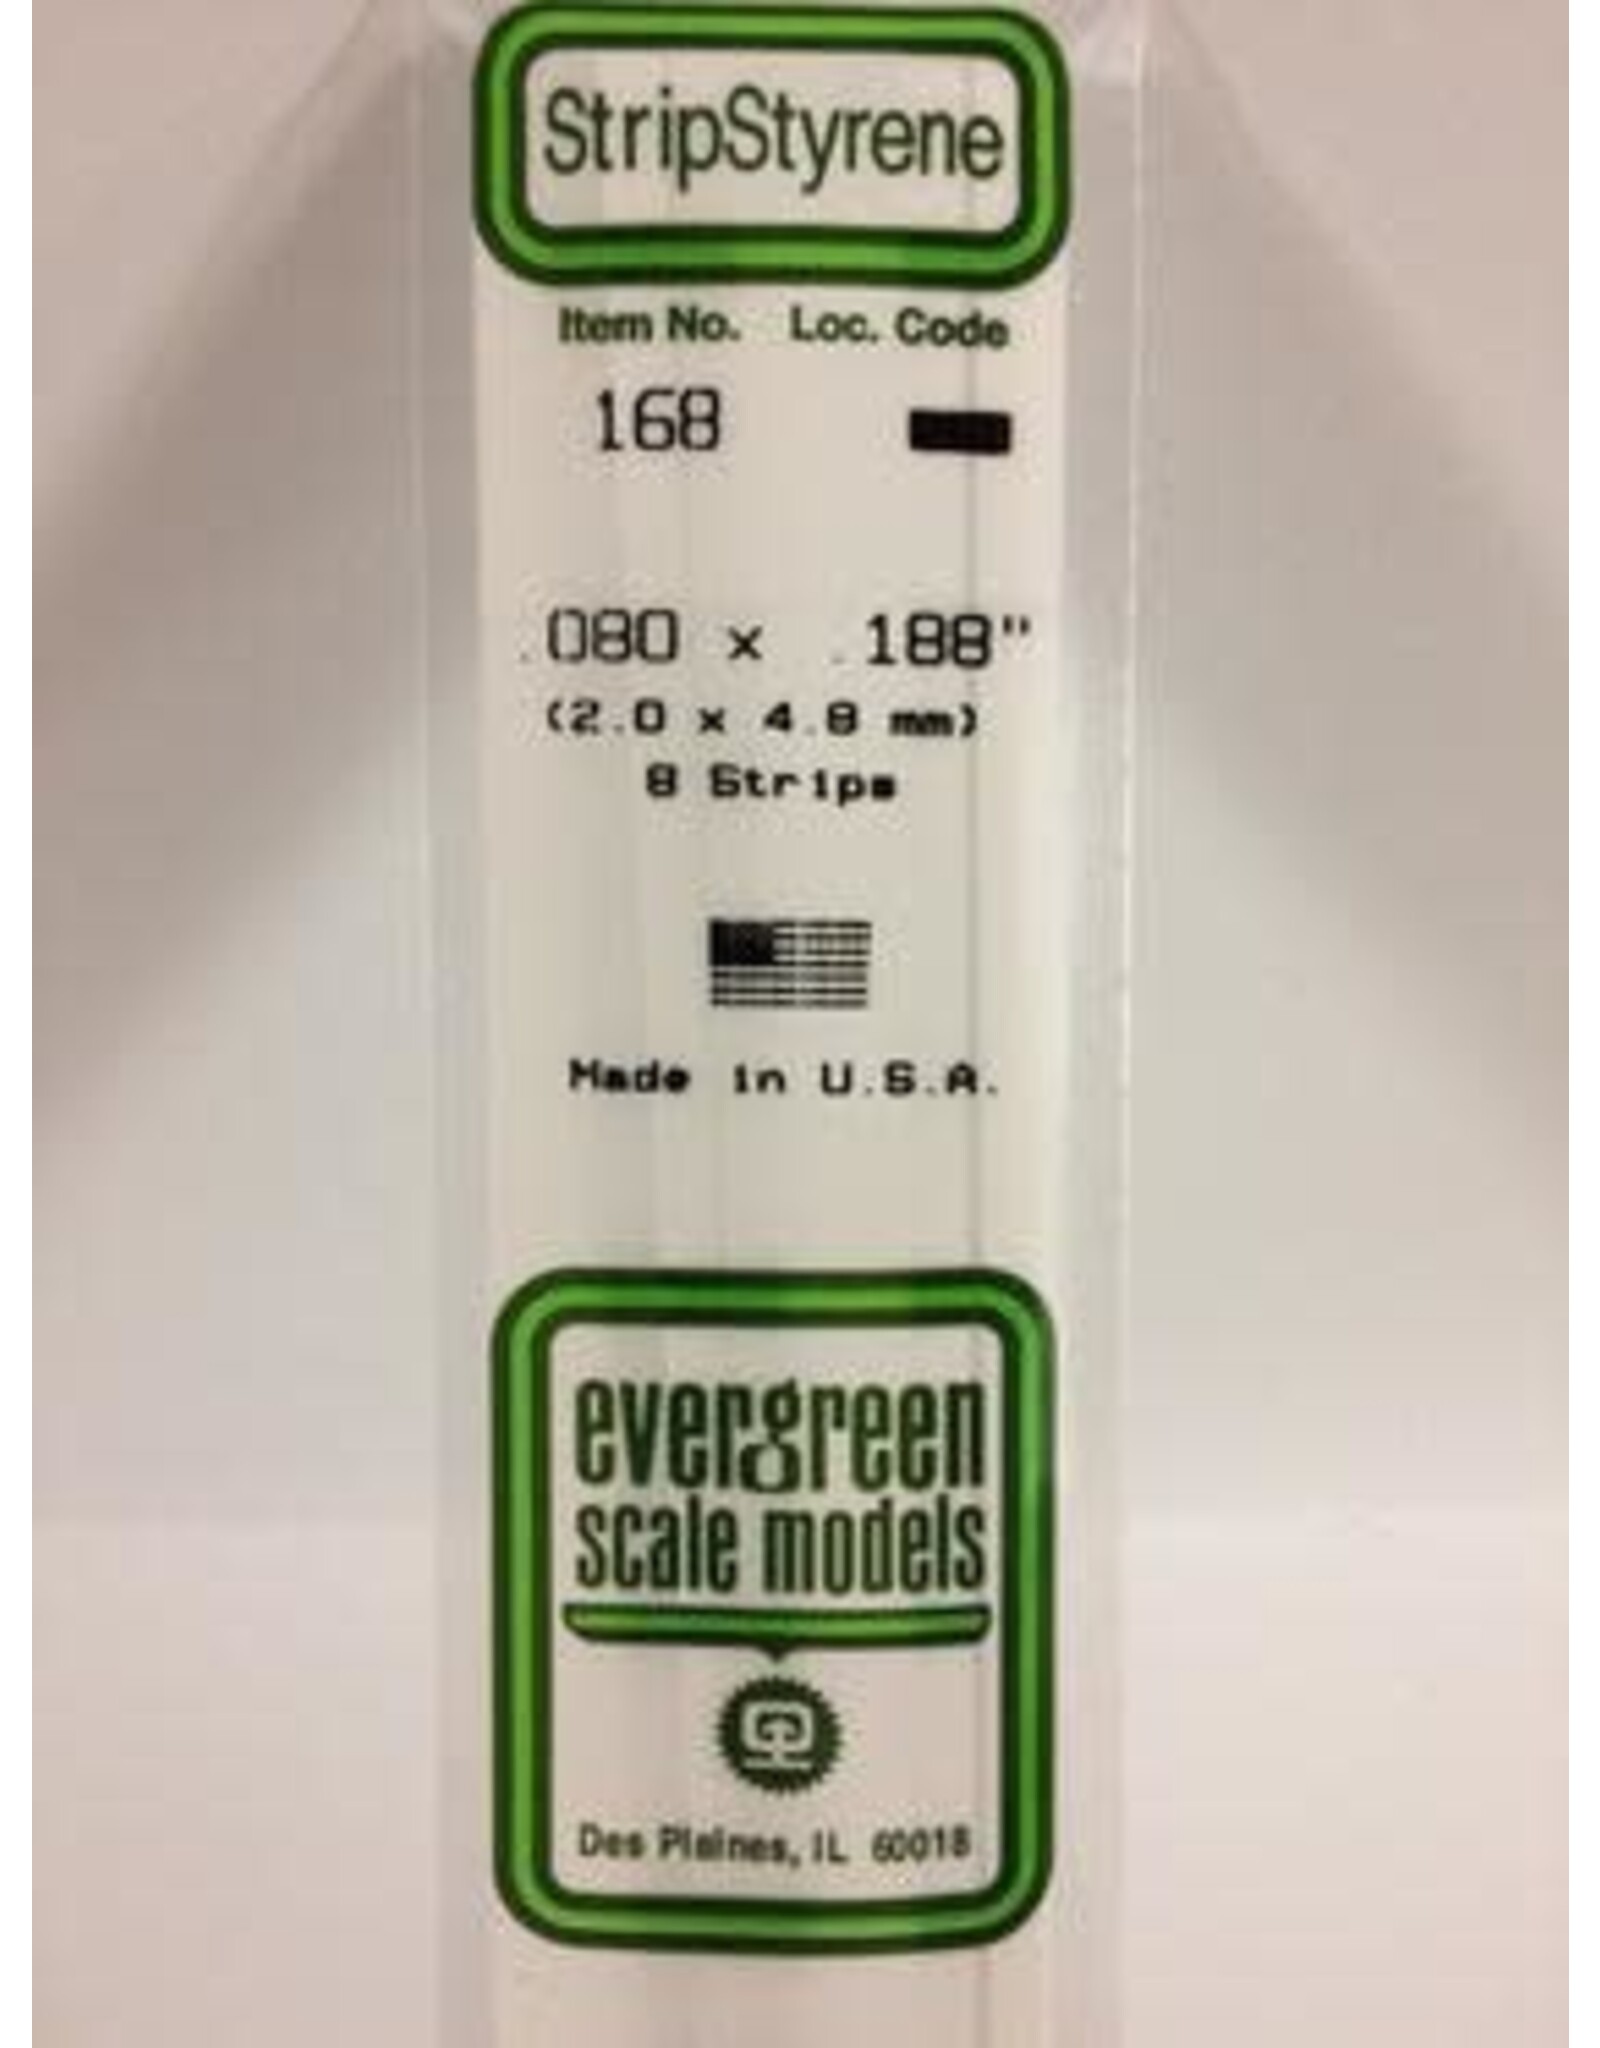 StripStyrene
Item No. Loc. Code
168
.080 x .188"
(2.0 x 4.8 mm)
8 Strips
Made in U.S.A.
evergreen
scale models
Des Plaines, IL 60018